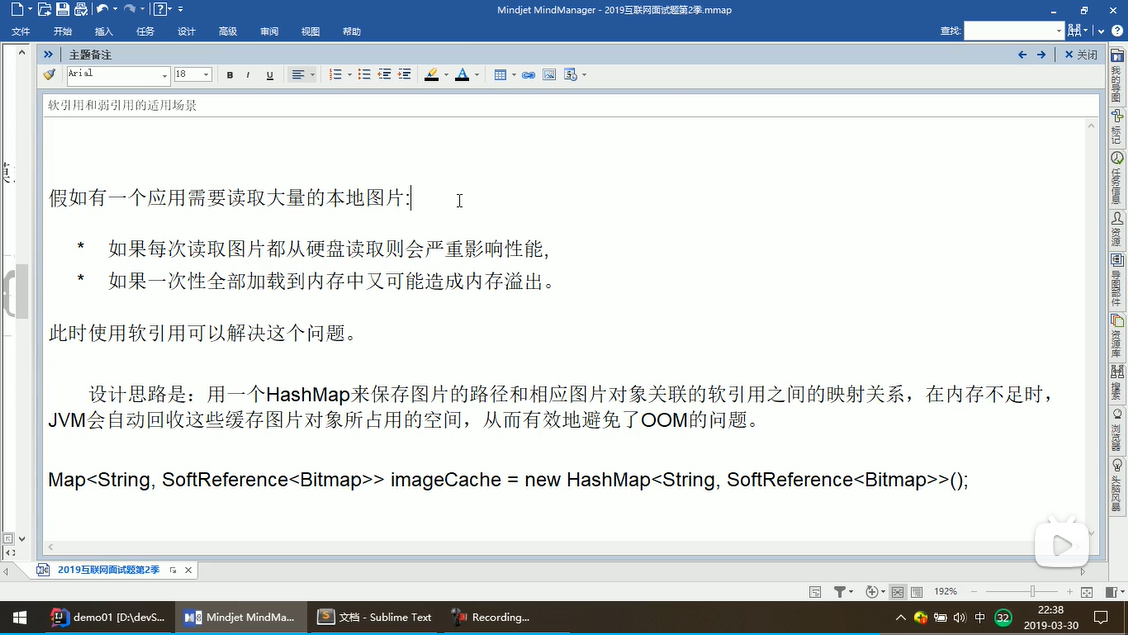 Mindjet MindManager - 2019互联网面试题第2季.mmap
文件 开始 插入 任务 设计 高级 审阅 视图 帮助
查找:
主题备注
关闭
Arial 18 B I U
软引用和弱引用的适用场景
假如有一个应用需要读取大量的本地图片:
* 如果每次读取图片都从硬盘读取则会严重影响性能,
* 如果一次性全部加载到内存中又可能造成内存溢出。
此时使用软引用可以解决这个问题。
设计思路是：用一个HashMap来保存图片的路径和相应图片对象关联的软引用之间的映射关系，在内存不足时，
JVM会自动回收这些缓存图片对象所占用的空间，从而有效地避免了OOM的问题。
Map<String, SoftReference<Bitmap>> imageCache = new HashMap<String, SoftReference<Bitmap>>();
我的导图
标记
任务信息
资源
导图部件
资源库
搜索
浏览器
头脑风暴
2019互联网面试题第2季
192%
demo01 [D:\devS...
Mindjet MindMa...
文档 - Sublime Text
Recording...
中
32
22:38
2019-03-30